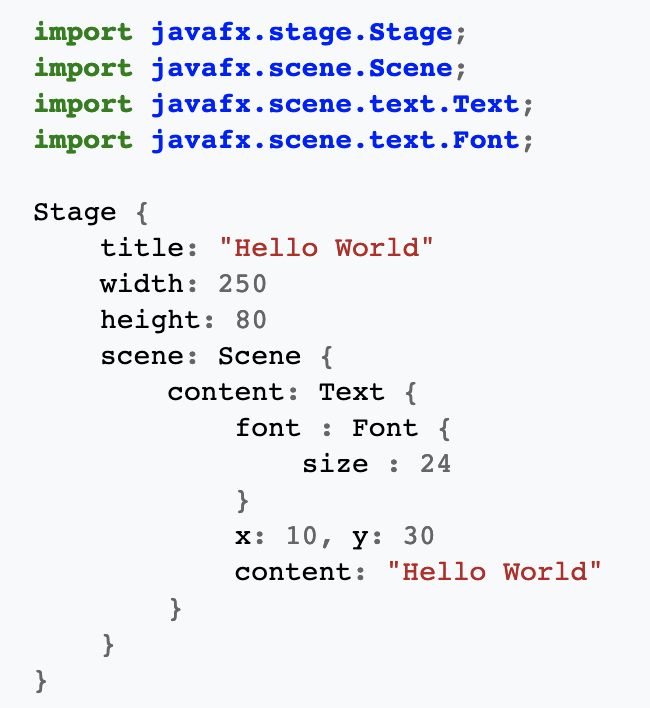 import javafx.stage.Stage;
import javafx.scene.Scene;
import javafx.scene.text.Text;
import javafx.scene.text.Font;

Stage {
    title: "Hello World"
    width: 250
    height: 80
    scene: Scene {
        content: Text {
            font : Font {
                size : 24
            }
            x: 10, y: 30
            content: "Hello World"
        }
    }
}